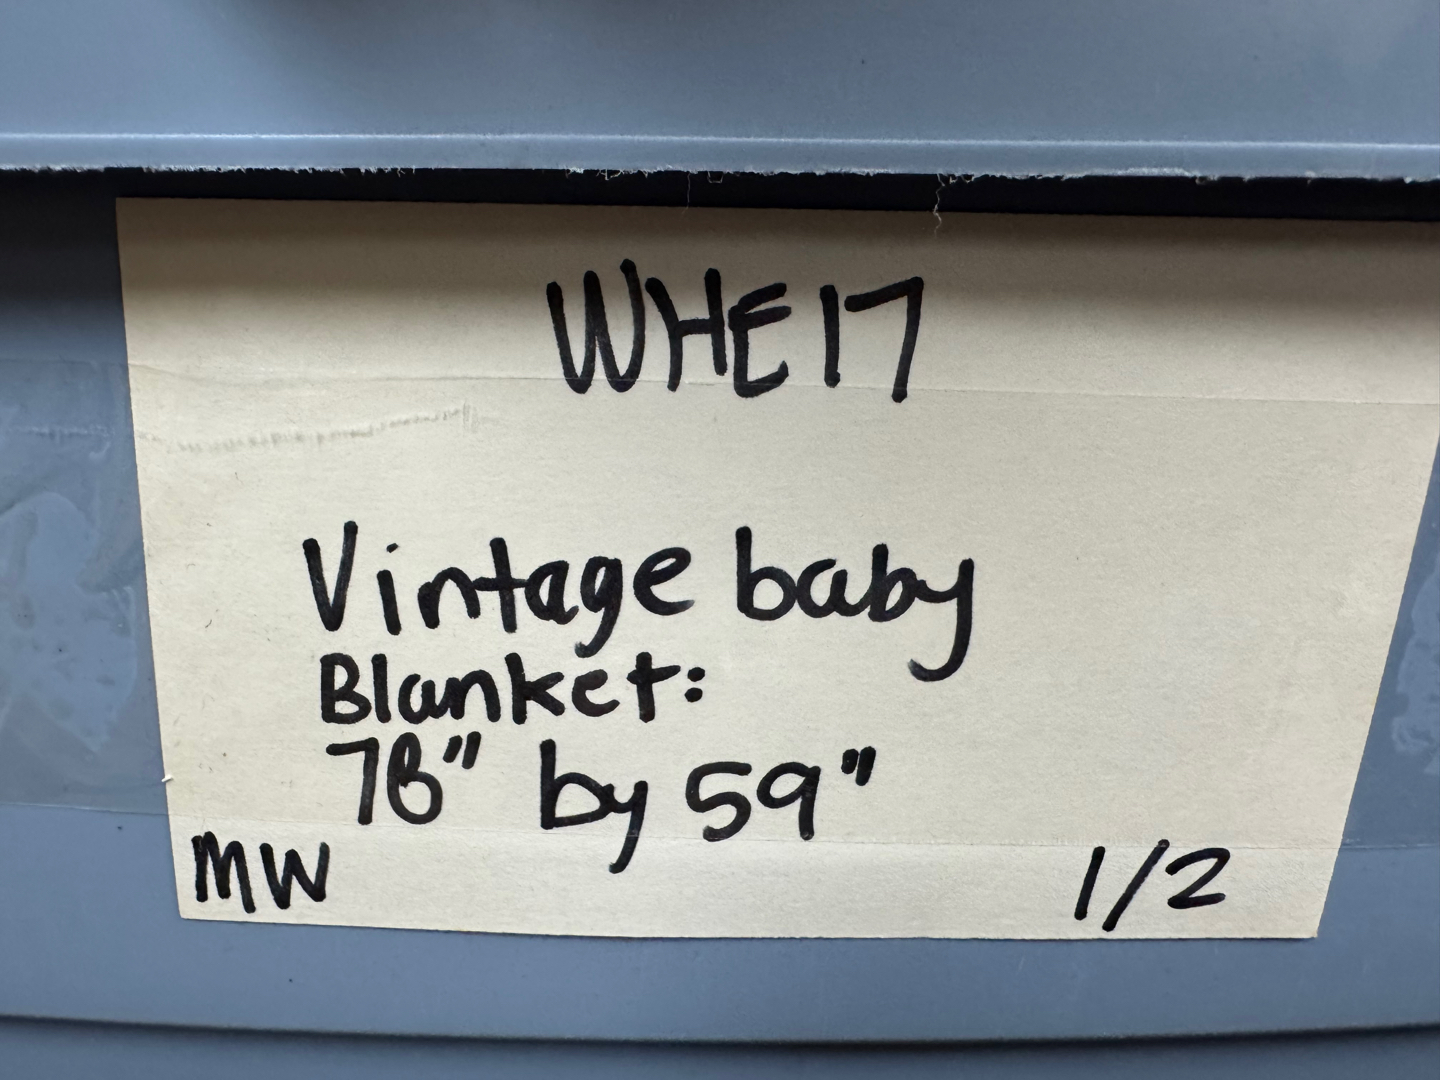 WHE17
Vintage baby
Blanket:
78" by 59"
MW
1/2